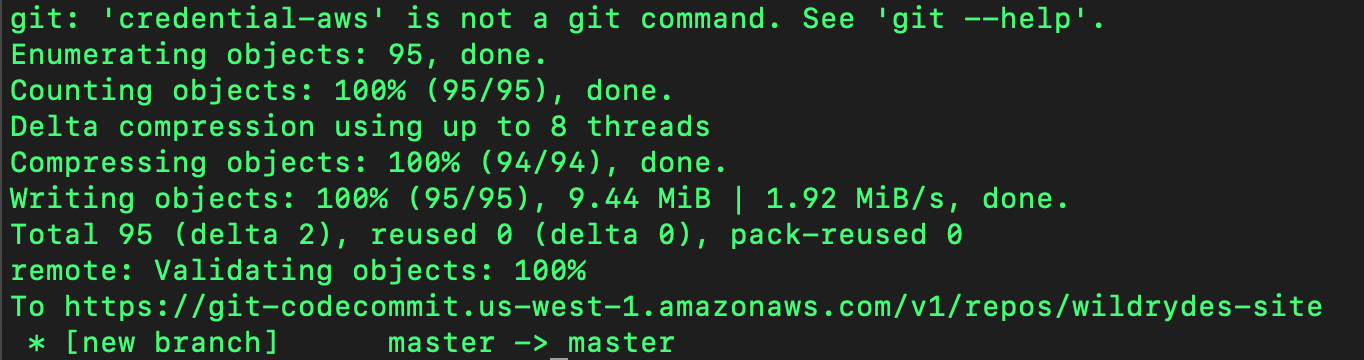 git: 'credential-aws' is not a git command. See 'git --help'.
Enumerating objects: 95, done.
Counting objects: 100% (95/95), done.
Delta compression using up to 8 threads
Compressing objects: 100% (94/94), done.
Writing objects: 100% (95/95), 9.44 MiB | 1.92 MiB/s, done.
Total 95 (delta 2), reused 0 (delta 0), pack-reused 0
remote: Validating objects: 100%
To https://git-codecommit.us-west-1.amazonaws.com/v1/repos/wildrydes-site
 * [new branch]      master -> master